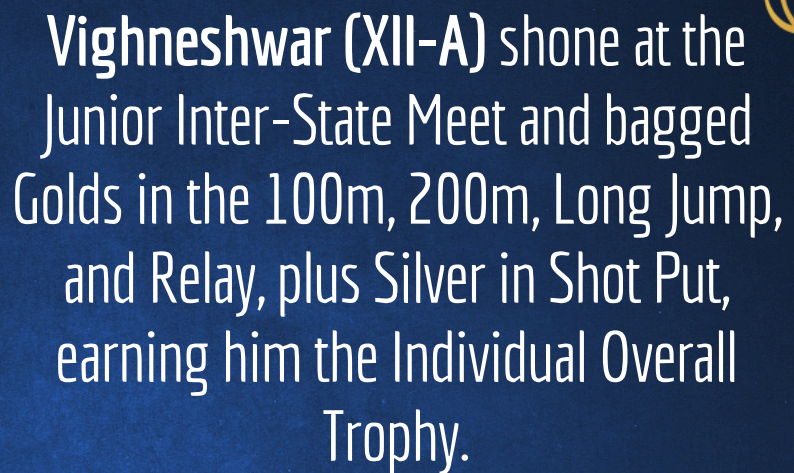 Vighneshwar (XII-A) shone at the
Junior Inter-State Meet and bagged
Golds in the 100m, 200m, Long Jump,
and Relay, plus Silver in Shot Put,
earning him the Individual Overall
Trophy.